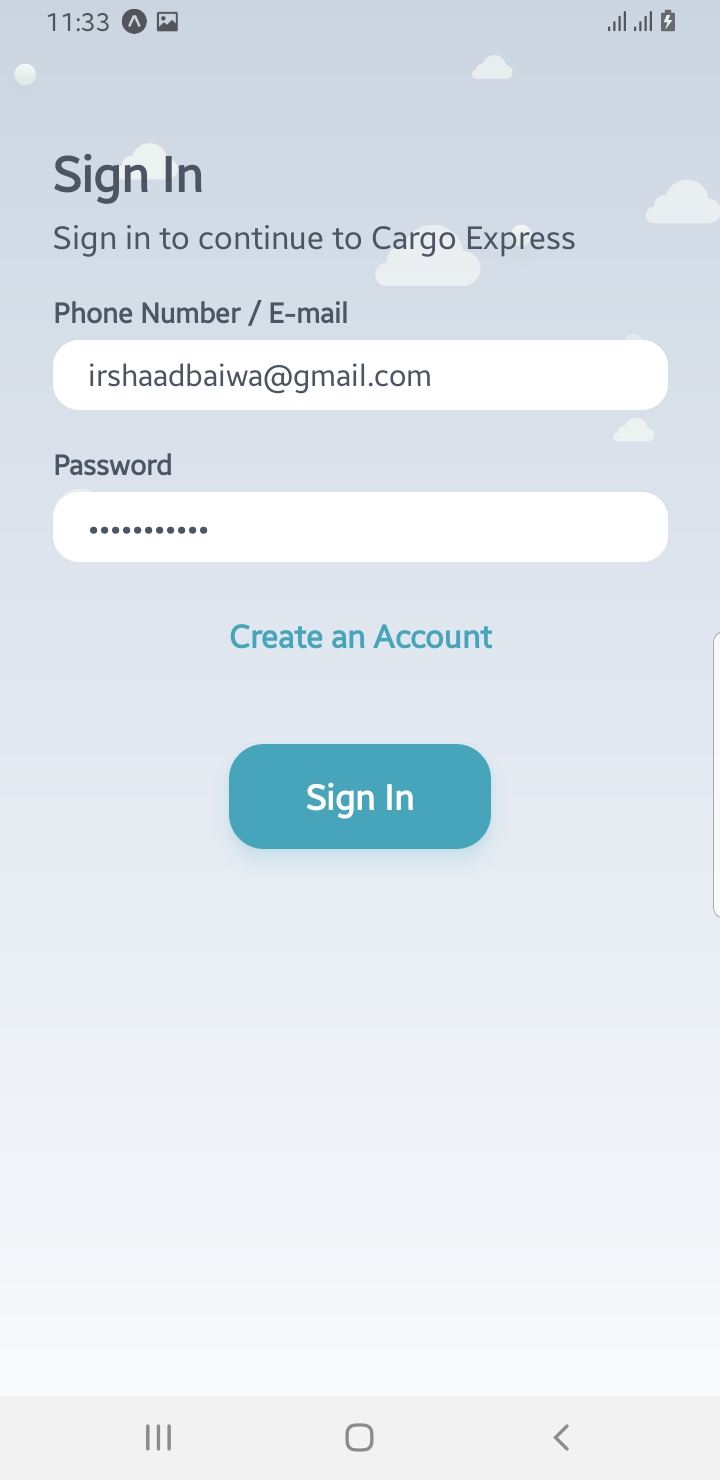 11:33
Sign In
Sign in to continue to Cargo Express
Phone Number / E-mail
irshaadbaiwa@gmail.com
Password
•••••••••••
Create an Account
Sign In